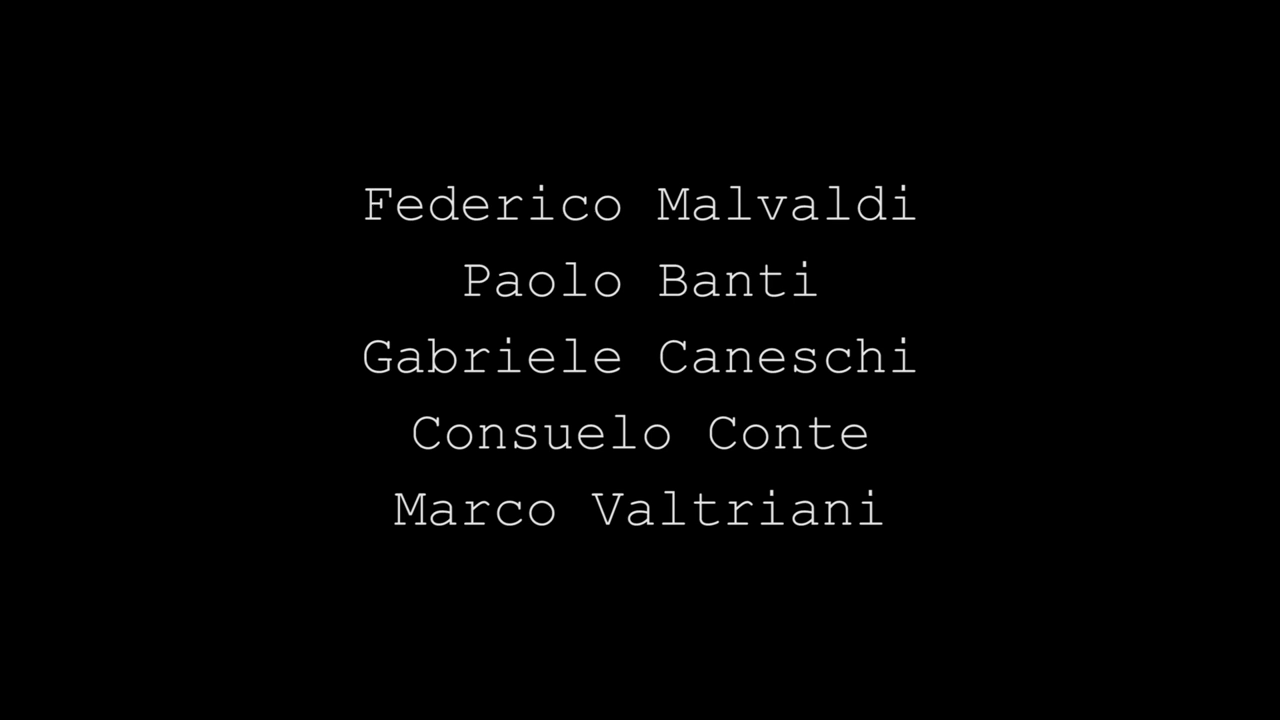 Federico Malvaldi
Paolo Banti
Gabriele Caneschi
Consuelo Conte
Marco Valtriani